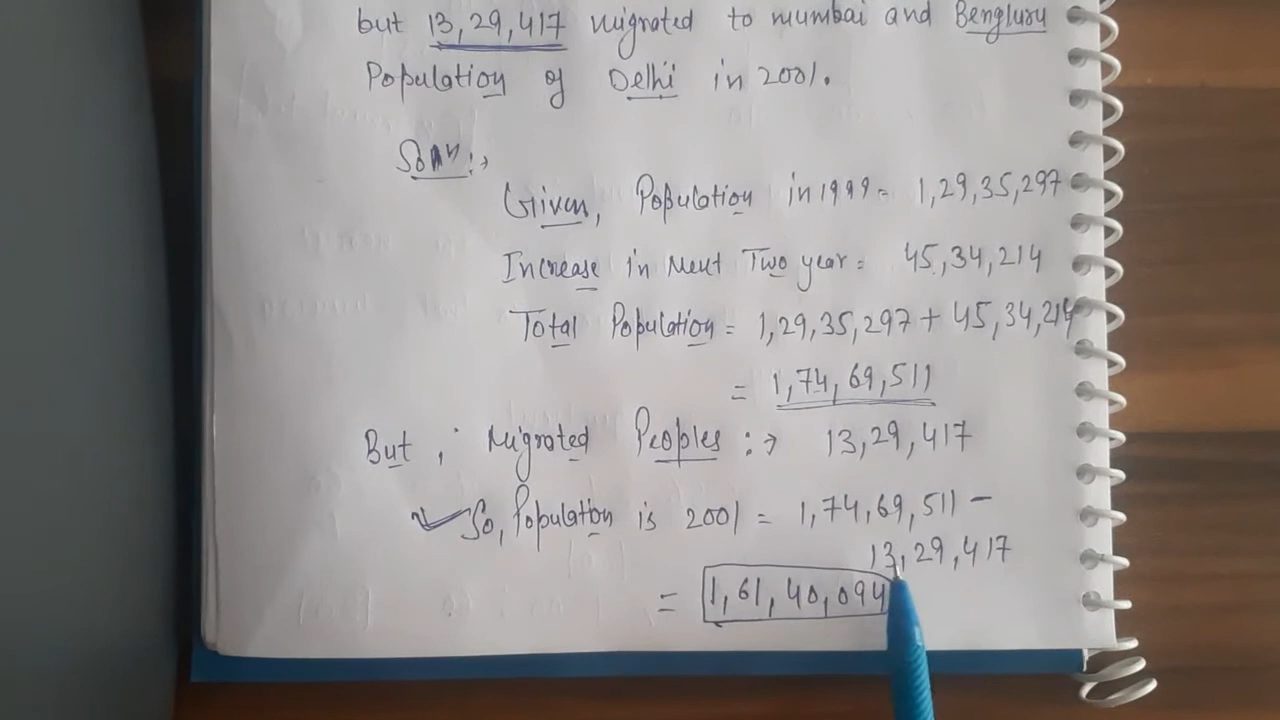 but 13,29,417 migrated to mumbai and Bengluru
Population of Delhi in 2001.
Soln:→
Given, Population in 1999 = 1,29,35,297
Increase in Next Two year = 45,34,214
Total Population = 1,29,35,297 + 45,34,214
= 1,74,69,511
But, Migrated Peoples :→ 13,29,417
So, Population is 2001 = 1,74,69,511 -
13,29,417
= 1,61,40,094